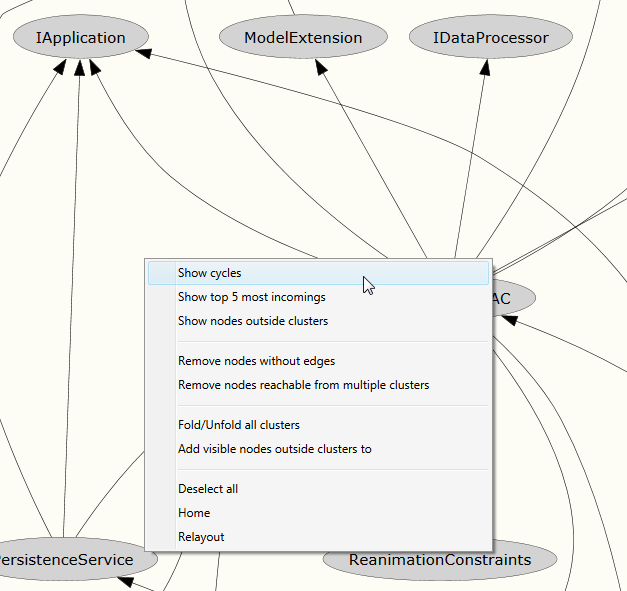 IApplication
ModelExtension
IDataProcessor
Show cycles
AC
Show top 5 most incomings
Show nodes outside clusters
Remove nodes without edges
Remove nodes reachable from multiple clusters
Fold/Unfold all clusters
Add visible nodes outside clusters to
Deselect all
Home
Relayout
ersistenceService
ReanimationConstraints